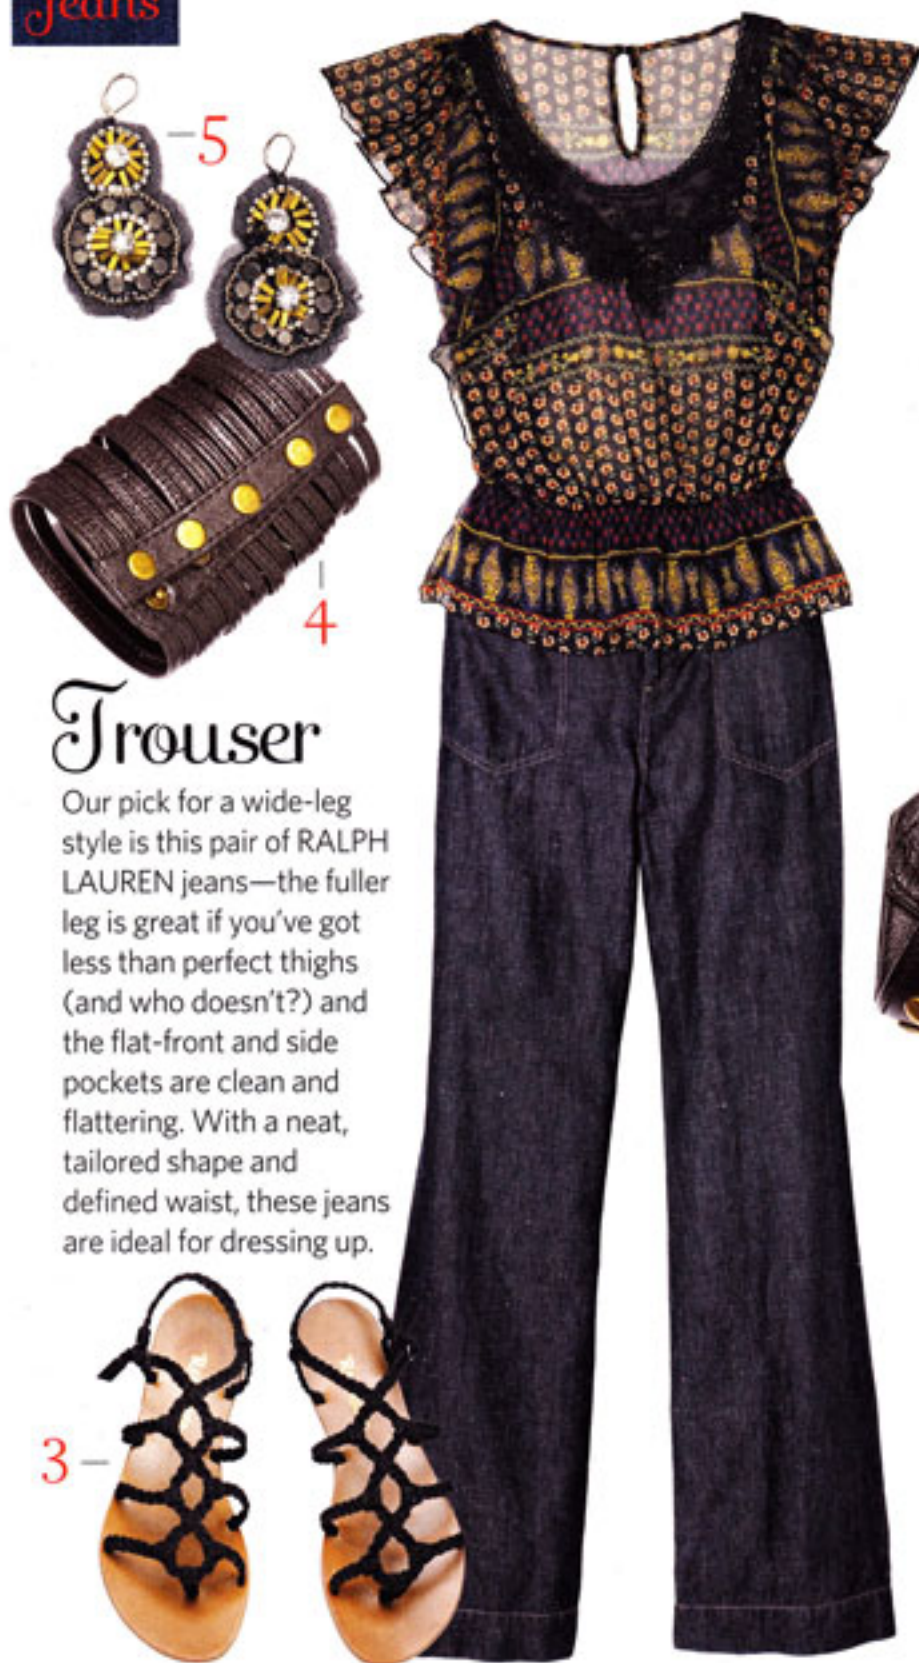 Jeans
5
4
Trouser
Our pick for a wide-leg
style is this pair of RALPH
LAUREN jeans—the fuller
leg is great if you've got
less than perfect thighs
(and who doesn't?) and
the flat-front and side
pockets are clean and
flattering. With a neat,
tailored shape and
defined waist, these jeans
are ideal for dressing up.
3